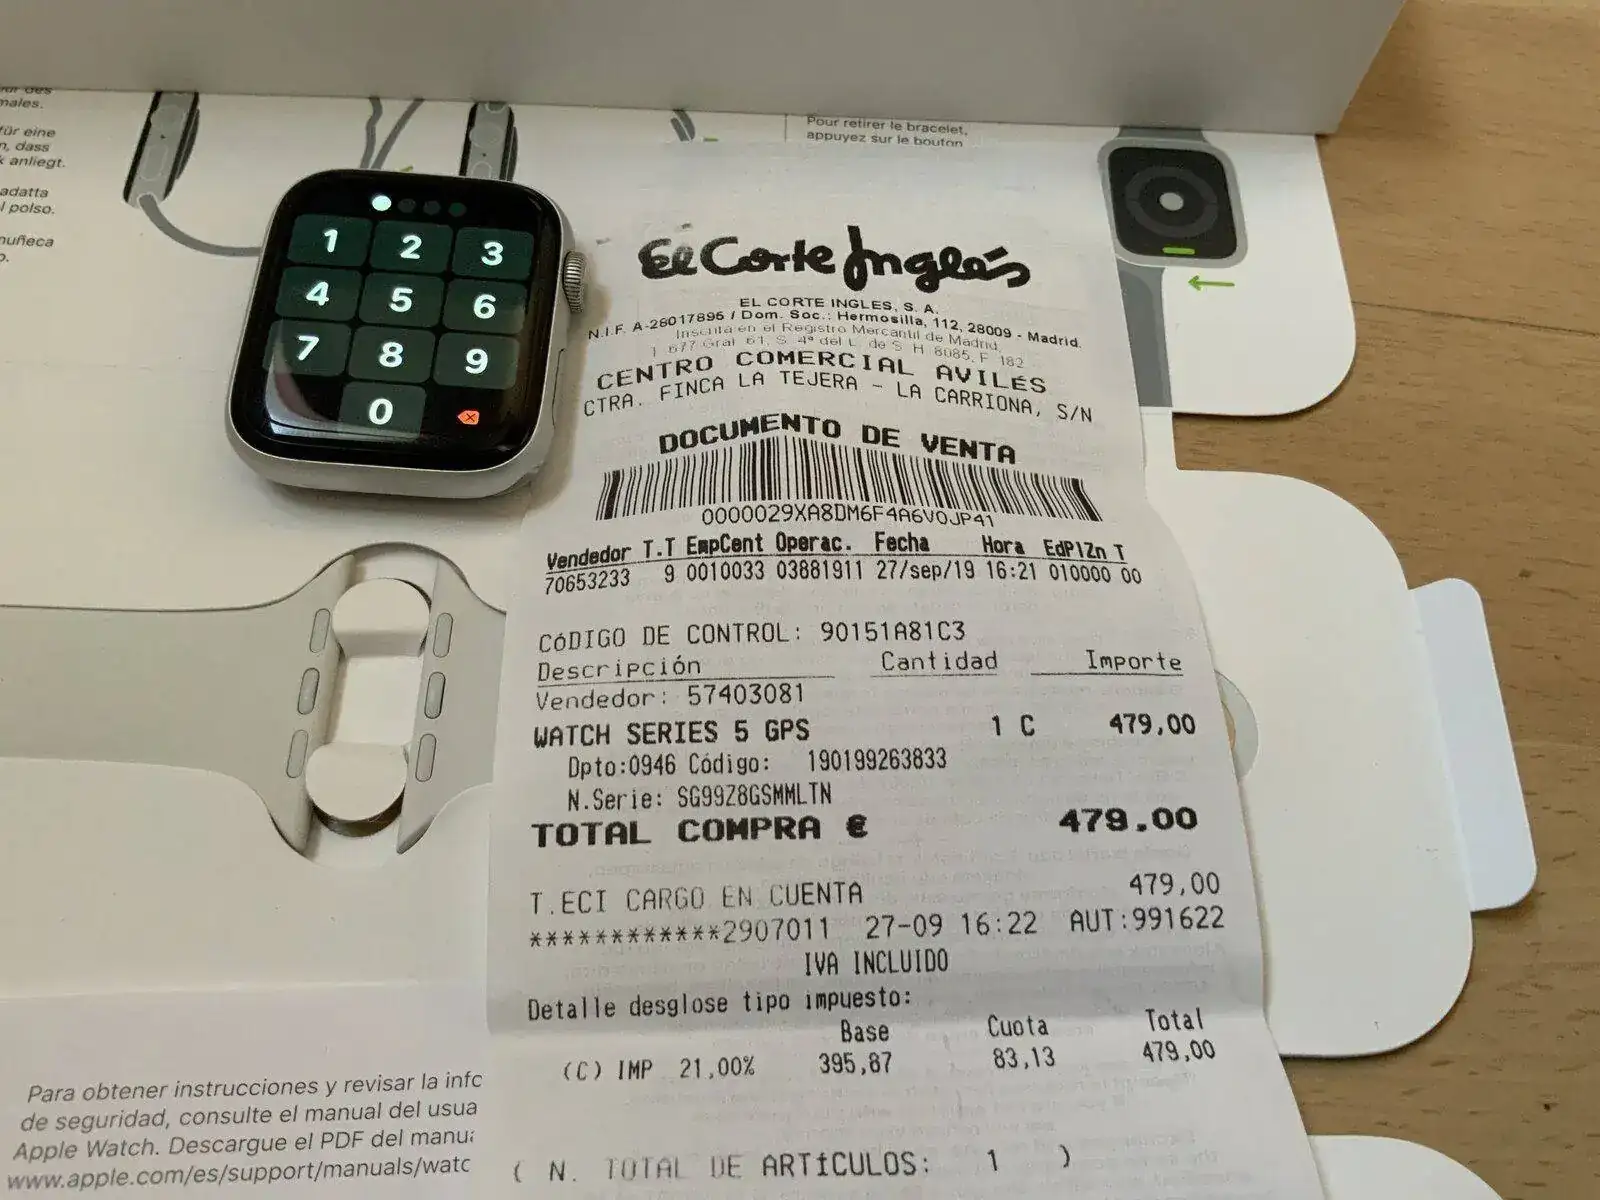 males.
für eine
n, dass
k anliegt.
adatta
l polso.
muñeca
o.
Pour retirer le bracelet,
appuyez sur le bouton
1 2 3
4 5 6
7 8 9
0
El Corte Inglés
EL CORTE INGLES, S. A.
N.I.F. A-28017895 / Dom. Soc.: Hermosilla, 112, 28009 - Madrid.
Inscrita en el Registro Mercantil de Madrid,
CENTRO COMERCIAL AVILÉS
CTRA. FINCA LA TEJERA - LA CARRIONA, S/N
DOCUMENTO DE VENTA
0000029XA8DM6F4A6V0JP41
Vendedor T.T EmpCent Operac. Fecha Hora EdPlZn T
70653233 9 0010033 03881911 27/sep/19 16:21 010000 00
CóDIGO DE CONTROL: 90151A81C3
Descripción Cantidad Importe
Vendedor: 57403081
WATCH SERIES 5 GPS 1 C 479,00
Dpto:0946 Código: 190199263833
N.Serie: SG99Z8GSMMLTN
TOTAL COMPRA € 479.00
T.ECI CARGO EN CUENTA 479,00
************2907011 27-09 16:22 AUT:991622
IVA INCLUIDO
Detalle desglose tipo impuesto:
Base Cuota Total
(C) IMP 21,00% 395,87 83,13 479,00
( N. TOTAL DE ARTíCULOS: 1 )
Para obtener instrucciones y revisar la infc
de seguridad, consulte el manual del usua
Apple Watch. Descargue el PDF del manu
www.apple.com/es/support/manuals/watc